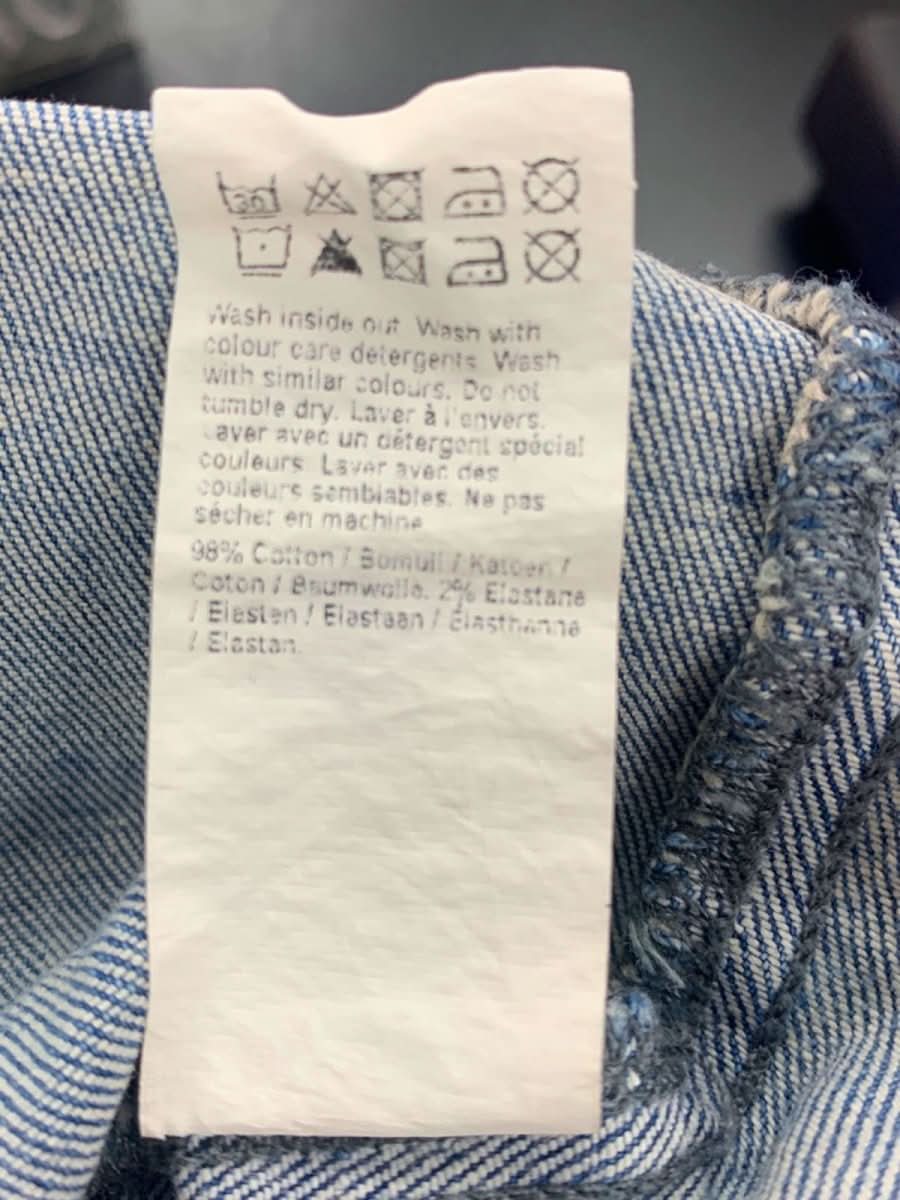 30
Wash inside out. Wash with
colour care detergents. Wash
with similar colours. Do not
tumble dry. Laver à l'envers.
Laver avec un détergent spécial
couleurs. Laver avec des
couleurs semblables. Ne pas
sécher en machine.
98% Cotton / Bomull / Katoen /
Coton / Baumwolle. 2% Elastane
/ Elasten / Elastaan / Elasthanne
/ Elastan.